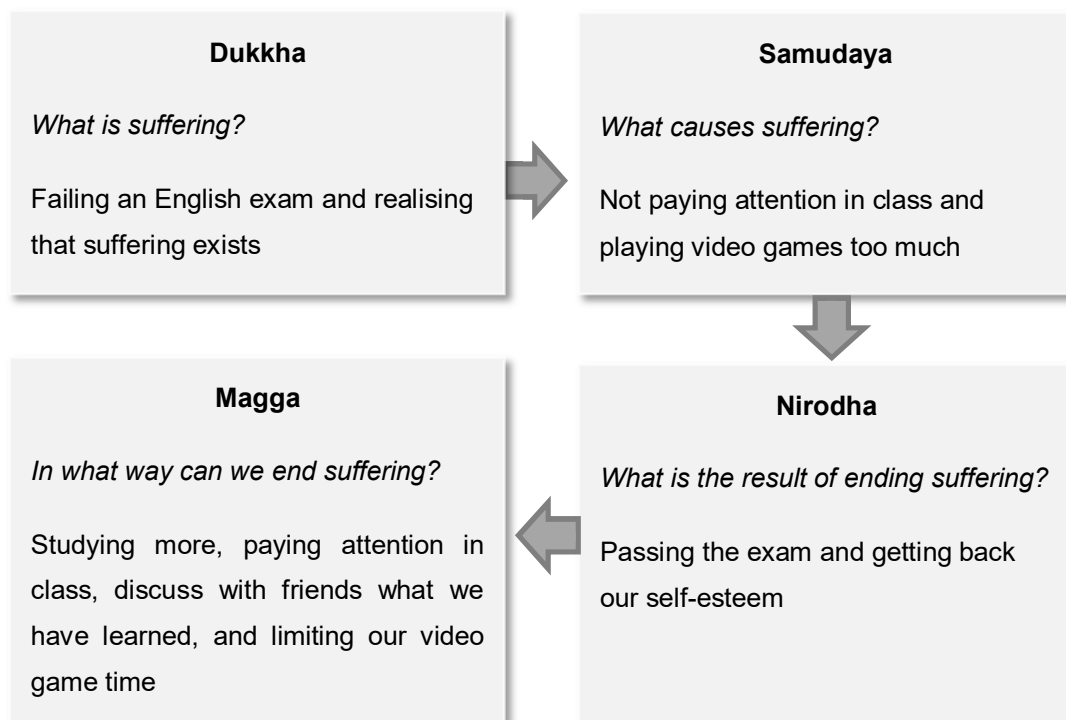 Dukkha
What is suffering?
Failing an English exam and realising
that suffering exists
Samudaya
What causes suffering?
Not paying attention in class and
playing video games too much
Nirodha
What is the result of ending suffering?
Passing the exam and getting back
our self-esteem
Magga
In what way can we end suffering?
Studying more, paying attention in
class, discuss with friends what we
have learned, and limiting our video
game time